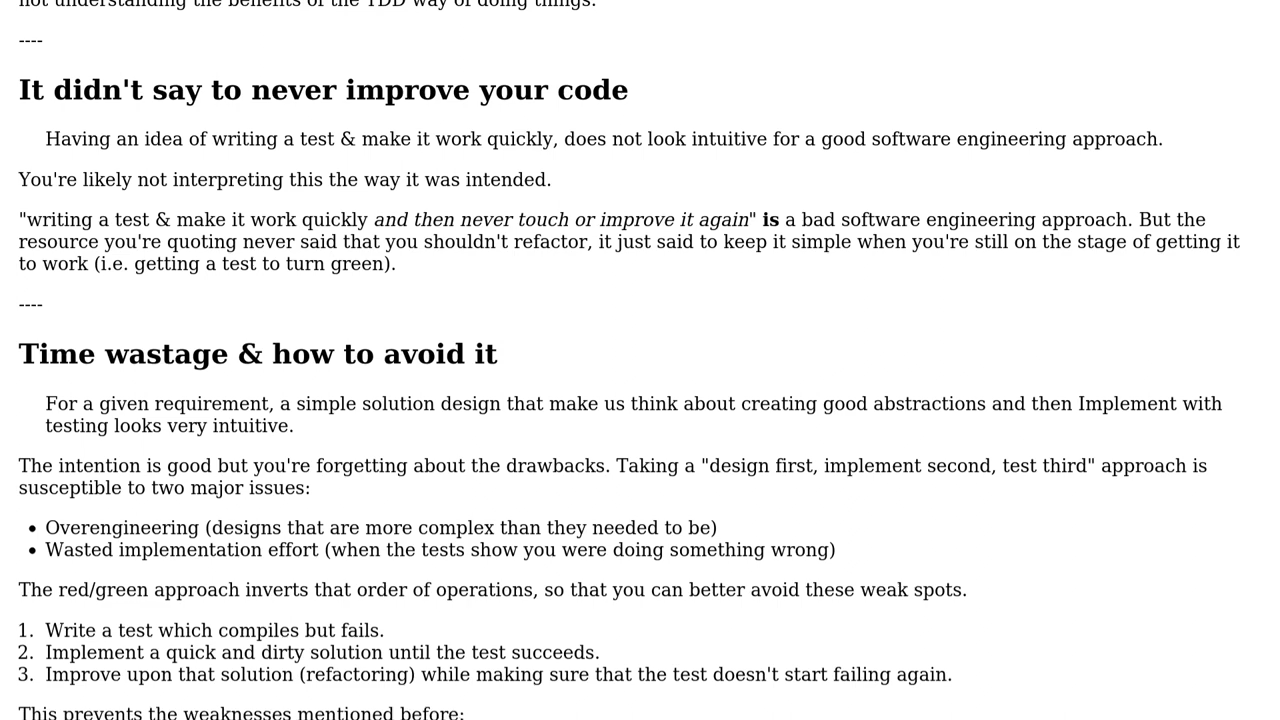 not understanding the benefits of the TDD way of doing things.
----
It didn't say to never improve your code
Having an idea of writing a test & make it work quickly, does not look intuitive for a good software engineering approach.
You're likely not interpreting this the way it was intended.
"writing a test & make it work quickly and then never touch or improve it again" is a bad software engineering approach. But the
resource you're quoting never said that you shouldn't refactor, it just said to keep it simple when you're still on the stage of getting it
to work (i.e. getting a test to turn green).
----
Time wastage & how to avoid it
For a given requirement, a simple solution design that make us think about creating good abstractions and then Implement with
testing looks very intuitive.
The intention is good but you're forgetting about the drawbacks. Taking a "design first, implement second, test third" approach is
susceptible to two major issues:
• Overengineering (designs that are more complex than they needed to be)
• Wasted implementation effort (when the tests show you were doing something wrong)
The red/green approach inverts that order of operations, so that you can better avoid these weak spots.
1. Write a test which compiles but fails.
2. Implement a quick and dirty solution until the test succeeds.
3. Improve upon that solution (refactoring) while making sure that the test doesn't start failing again.
This prevents the weaknesses mentioned before: